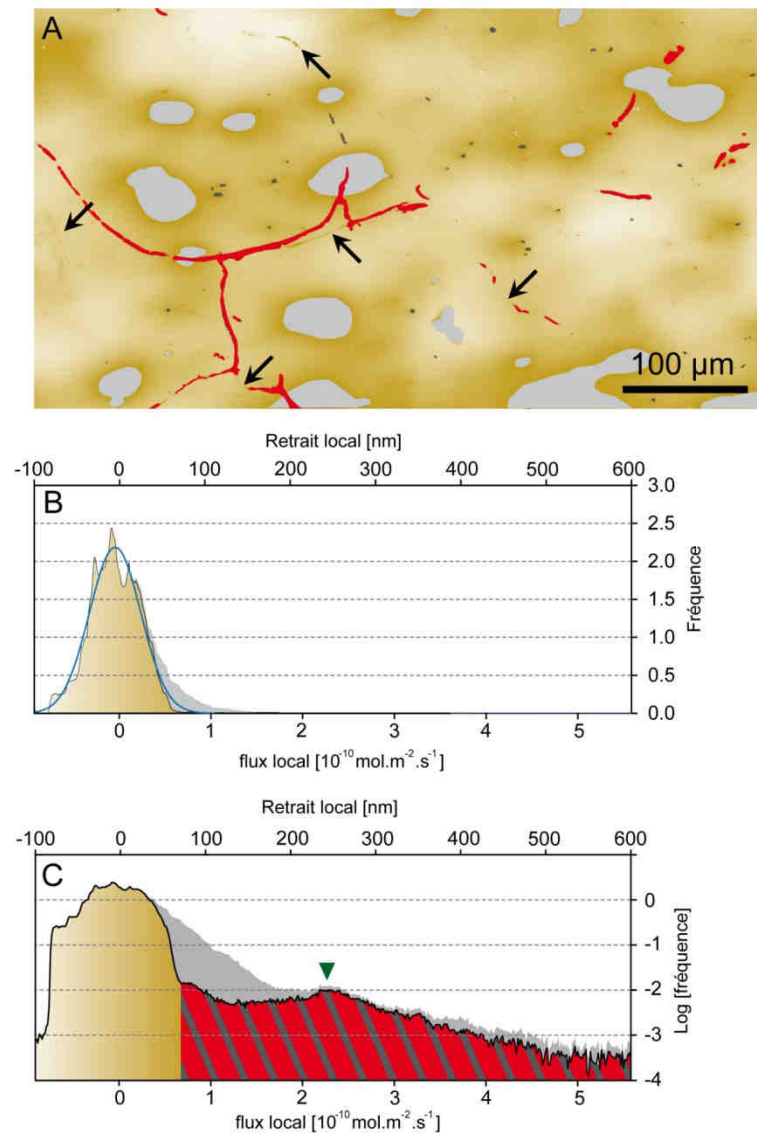 A
100 µm
Retrait local [nm]
-100 0 100 200 300 400 500 600
B
3.0
2.5
2.0
1.5
1.0
0.5
0.0
Fréquence
0 1 2 3 4 5
flux local [10⁻¹⁰mol.m⁻².s⁻¹]
Retrait local [nm]
-100 0 100 200 300 400 500 600
C
0
-1
-2
-3
-4
Log [fréquence]
0 1 2 3 4 5
flux local [10⁻¹⁰mol.m⁻².s⁻¹]